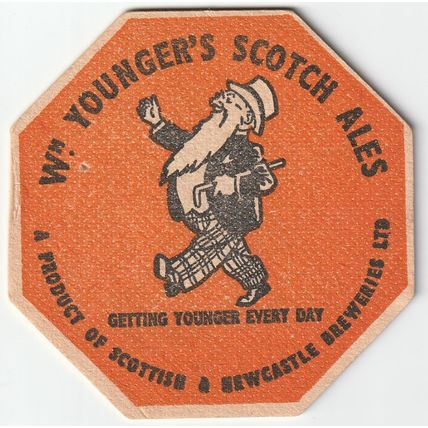 Wᵐ YOUNGER'S SCOTCH ALES
GETTING YOUNGER EVERY DAY
A PRODUCT OF SCOTTISH & NEWCASTLE BREWERIES LTD